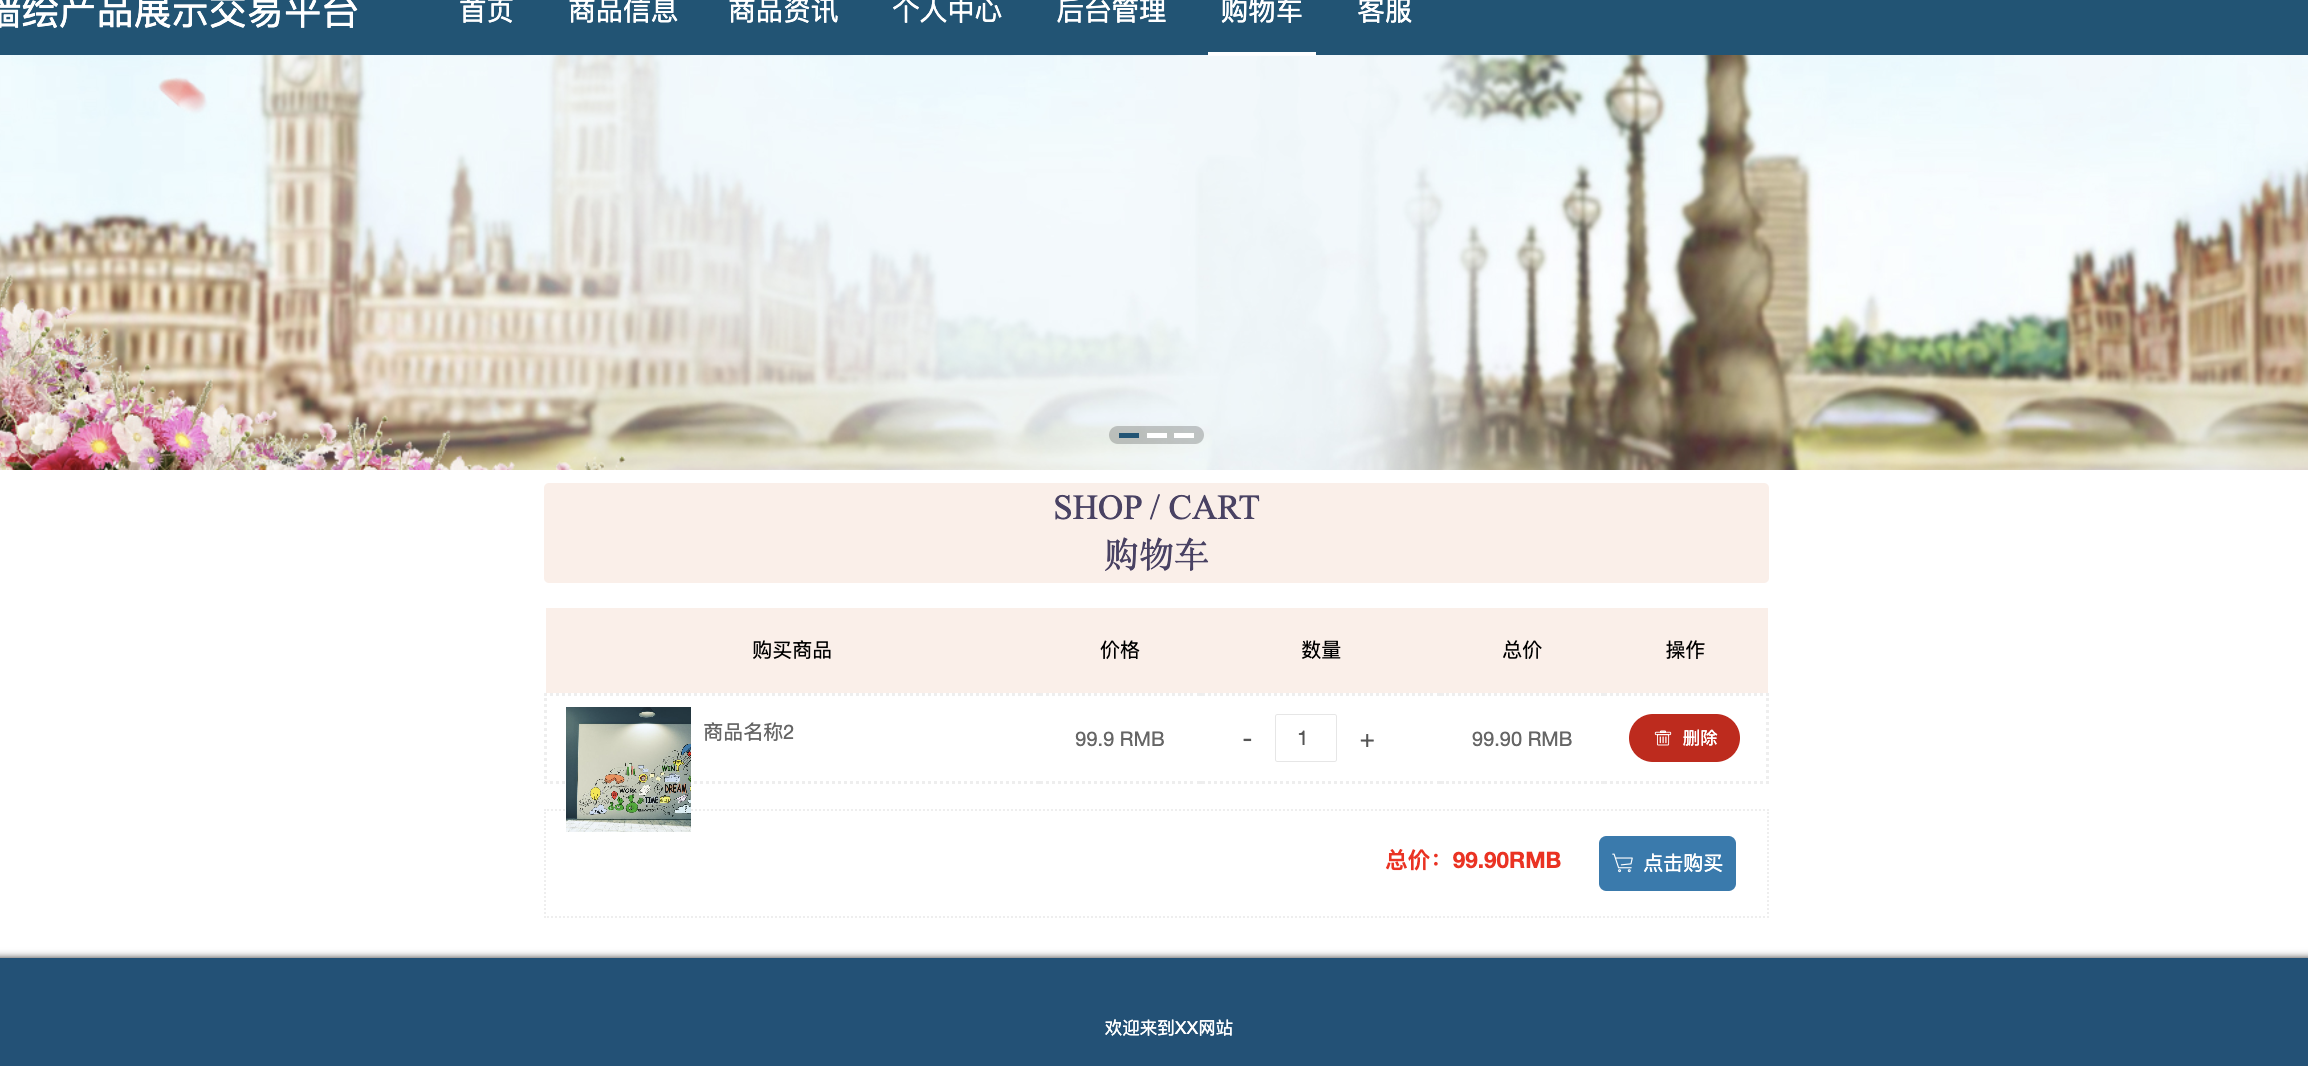 墙绘产品展示交易平台
首页 商品信息 商品资讯 个人中心 后台管理 购物车 客服
SHOP / CART
购物车
购买商品 价格 数量 总价 操作
商品名称2 99.9 RMB - 1 + 99.90 RMB 删除
WORK
DREAM
TIME
总价：99.90RMB 点击购买
欢迎来到XX网站